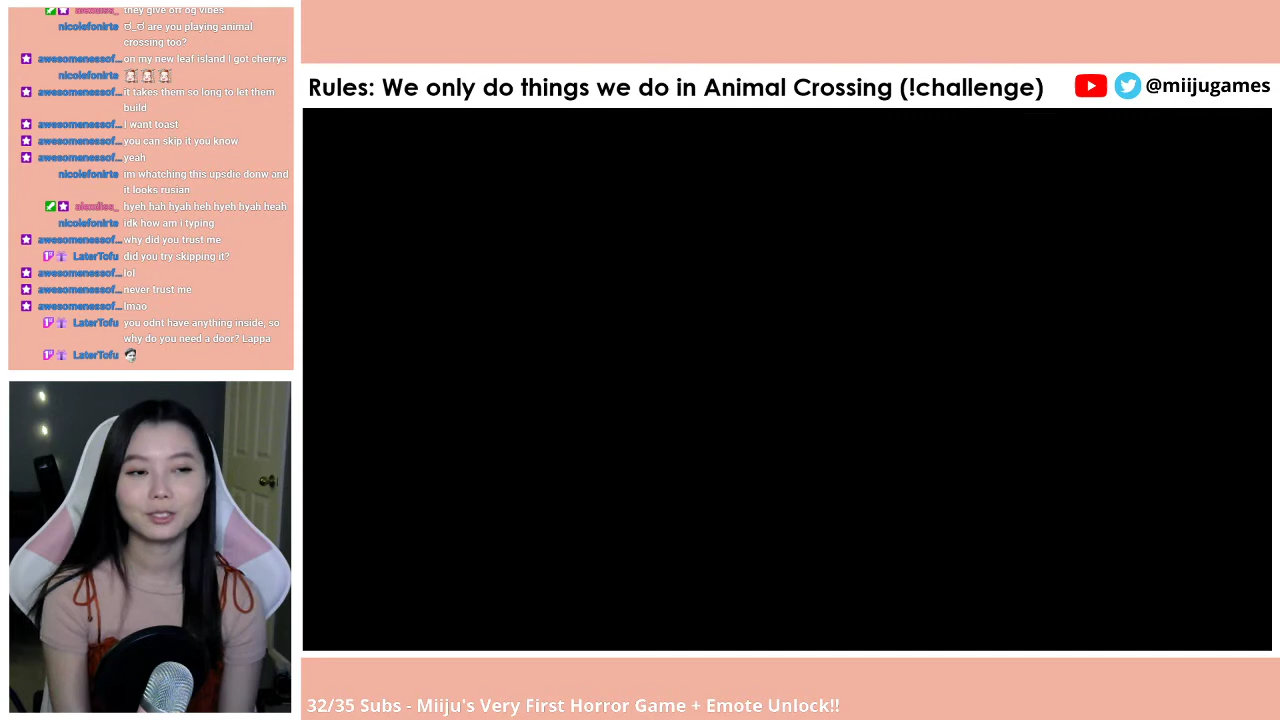 they give off og vibes
nicolefonirte ಠ_ಠ are you playing animal
crossing too?
awesomenessof... on my new leaf island I got cherrys
nicolefonirte
awesomenessof... it takes them so long to let them
build
awesomenessof... I want toast
awesomenessof... you can skip it you know
awesomenessof... yeah
nicolefonirte im whatching this upsdie donw and
it looks rusian
hyeh hah hyah heh hyeh hyah heah
nicolefonirte idk how am i typing
awesomenessof... why did you trust me
LaterTofu did you try skipping it?
awesomenessof... lol
awesomenessof... never trust me
awesomenessof... lmao
LaterTofu you odnt have anything inside, so
why do you need a door? Lappa
LaterTofu
Rules: We only do things we do in Animal Crossing (!challenge)
@miijugames
32/35 Subs - Miiju's Very First Horror Game + Emote Unlock!!